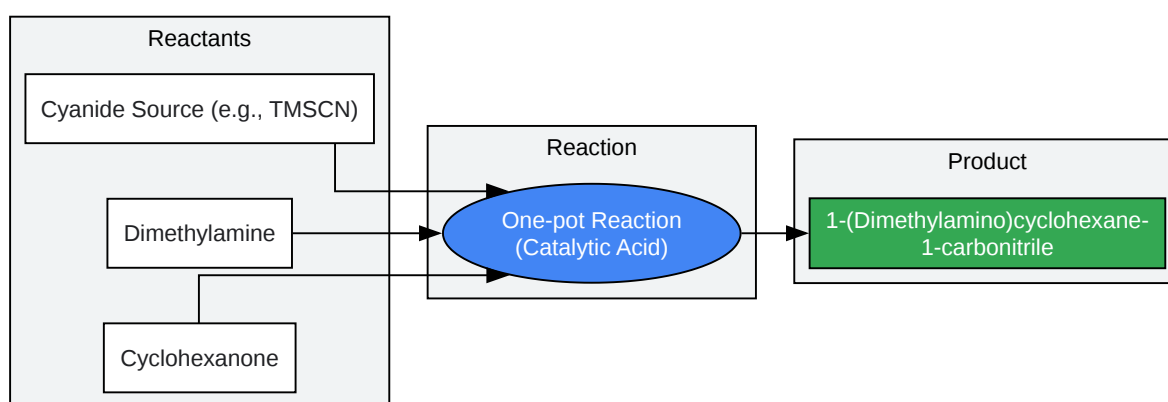 Reactants
Cyanide Source (e.g., TMSCN)
Dimethylamine
Cyclohexanone
Reaction
One-pot Reaction
(Catalytic Acid)
Product
1-(Dimethylamino)cyclohexane-
1-carbonitrile